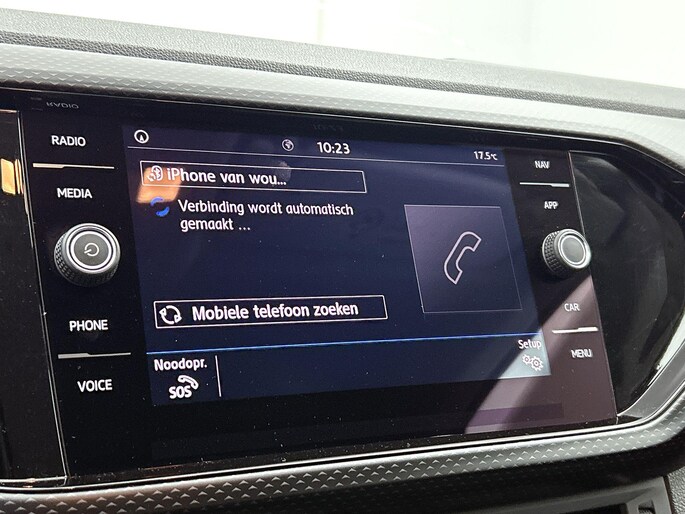 RADIO
RADIO
10:23
17.5°C
NAV
MEDIA
iPhone van wou...
APP
Verbinding wordt automatisch
gemaakt ...
Mobiele telefoon zoeken
CAR
PHONE
VOICE
Noodopr.
SOS
Setup
MENU